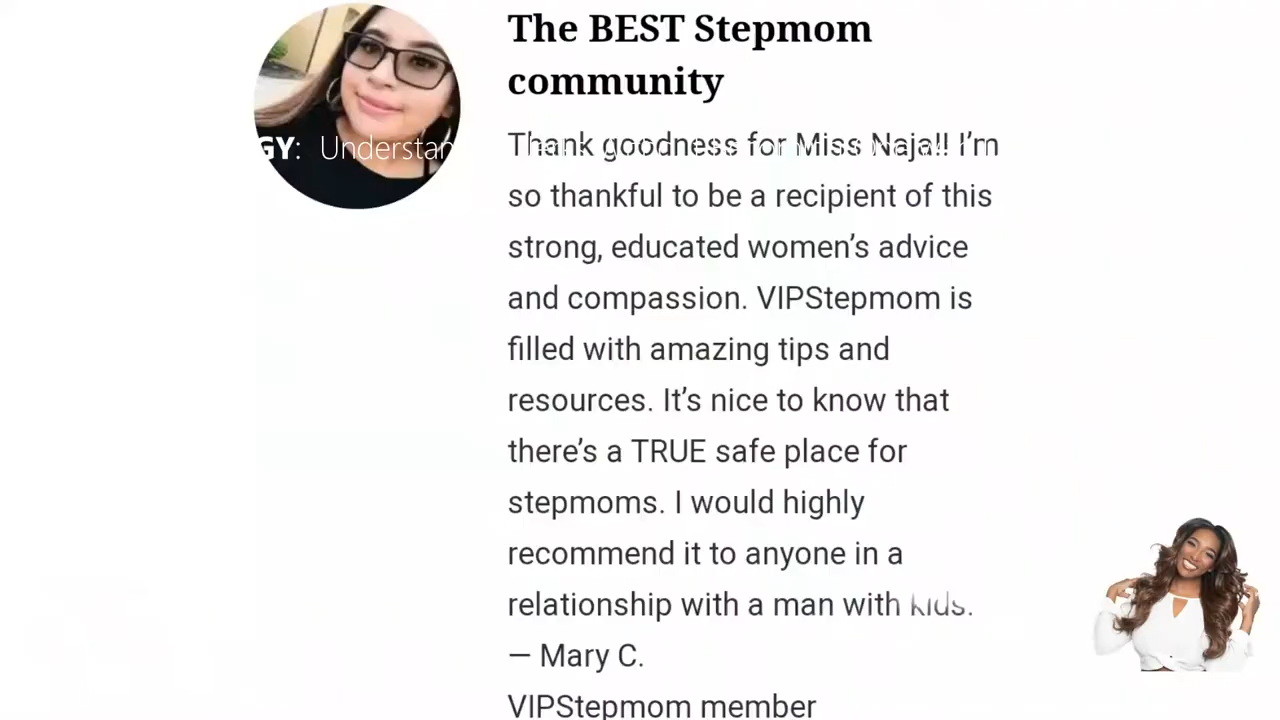 The BEST Stepmom
community
Thank goodness for Miss Naja!! I’m
GY: Understan
so thankful to be a recipient of this
strong, educated women’s advice
and compassion. VIPStepmom is
filled with amazing tips and
resources. It’s nice to know that
there’s a TRUE safe place for
stepmoms. I would highly
recommend it to anyone in a
relationship with a man with kids.
— Mary C.
VIPStepmom member